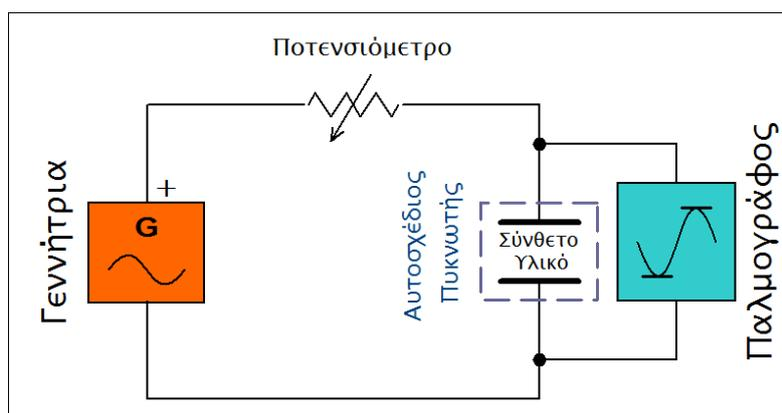 Ποτενσιόμετρο
Γεννήτρια
+
G
Αυτοσχέδιος
Πυκνωτής
Σύνθετο
Υλικό
Παλμογράφος